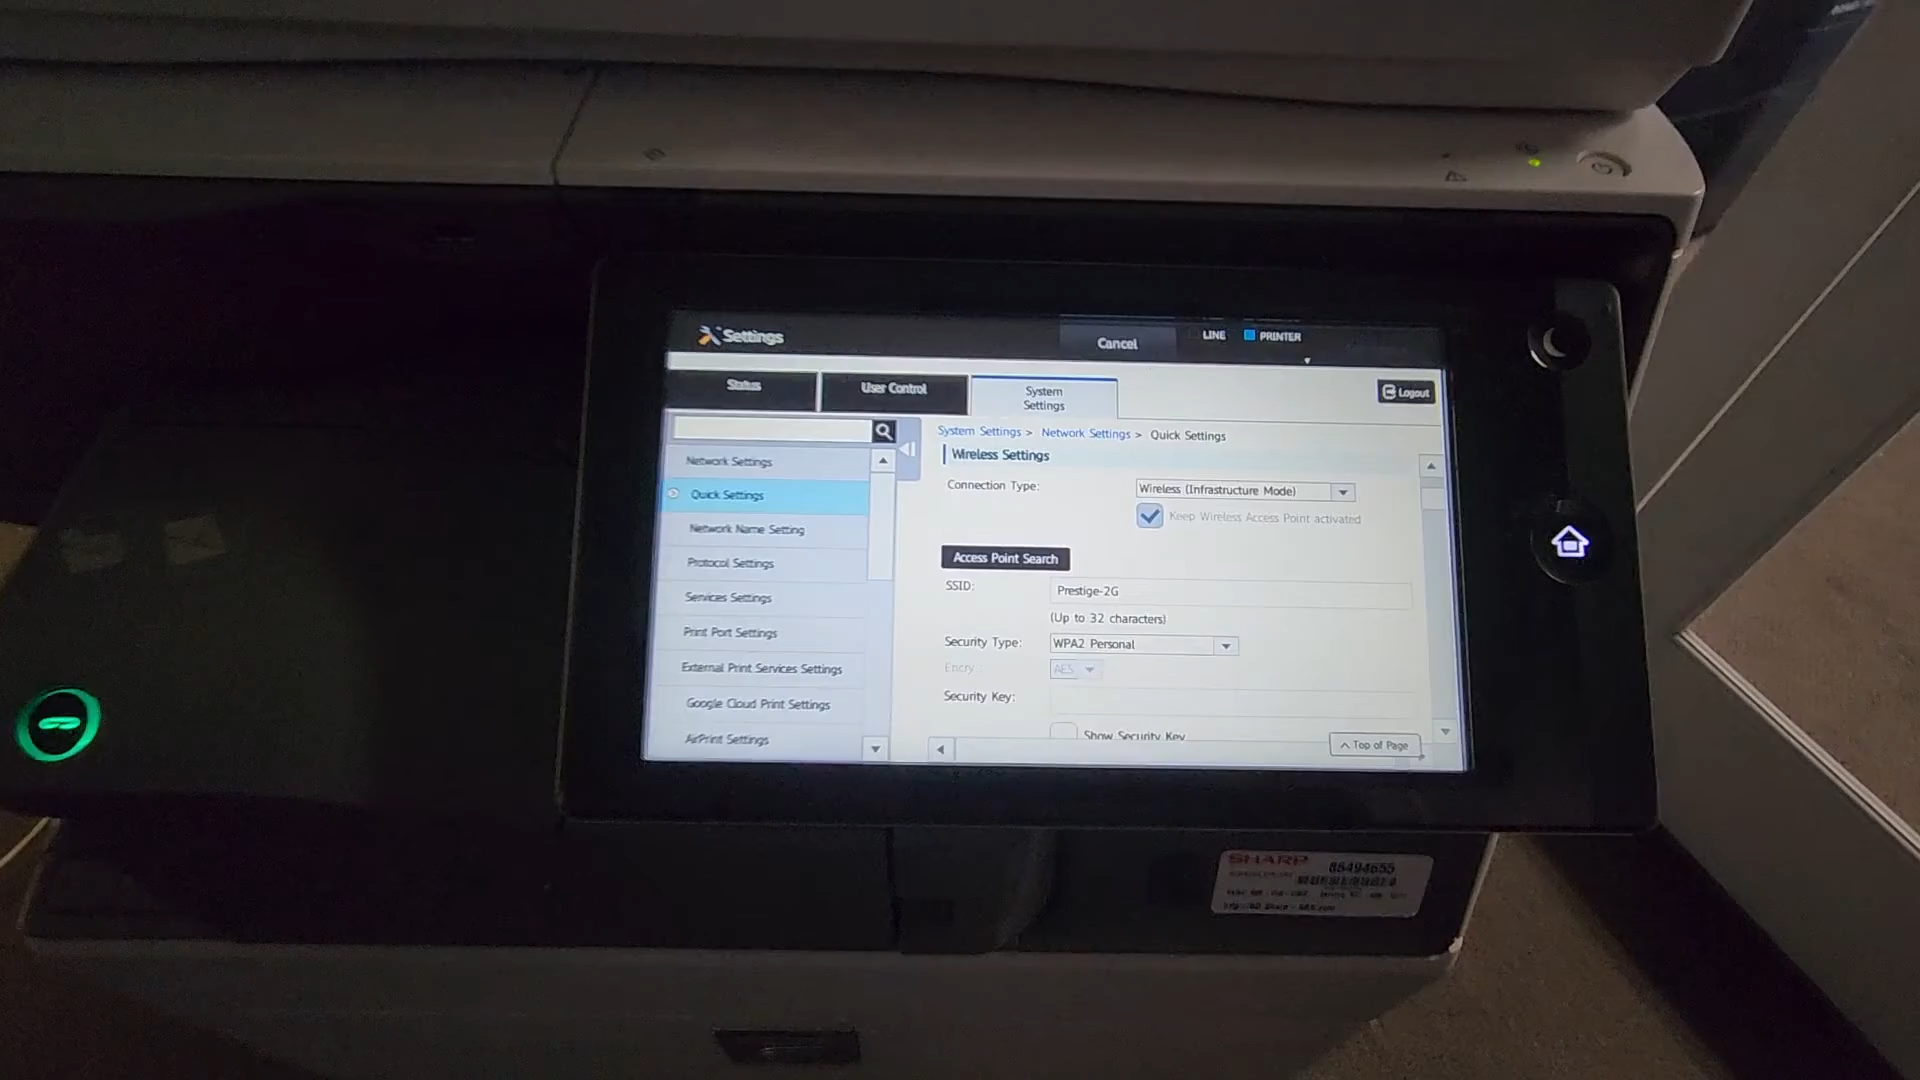 Settings
Cancel
LINE
PRINTER
Status
User Control
System
Settings
Logout
System Settings > Network Settings > Quick Settings
Wireless Settings
Network Settings
Quick Settings
Network Name Setting
Protocol Settings
Services Settings
Print Port Settings
External Print Services Settings
Google Cloud Print Settings
AirPrint Settings
Connection Type:
Wireless (Infrastructure Mode)
Keep Wireless Access Point activated
Access Point Search
SSID:
Prestige-2G
(Up to 32 characters)
Security Type:
WPA2 Personal
Encry.:
AES
Security Key:
Show Security Key
Top of Page
SHARP
86494655